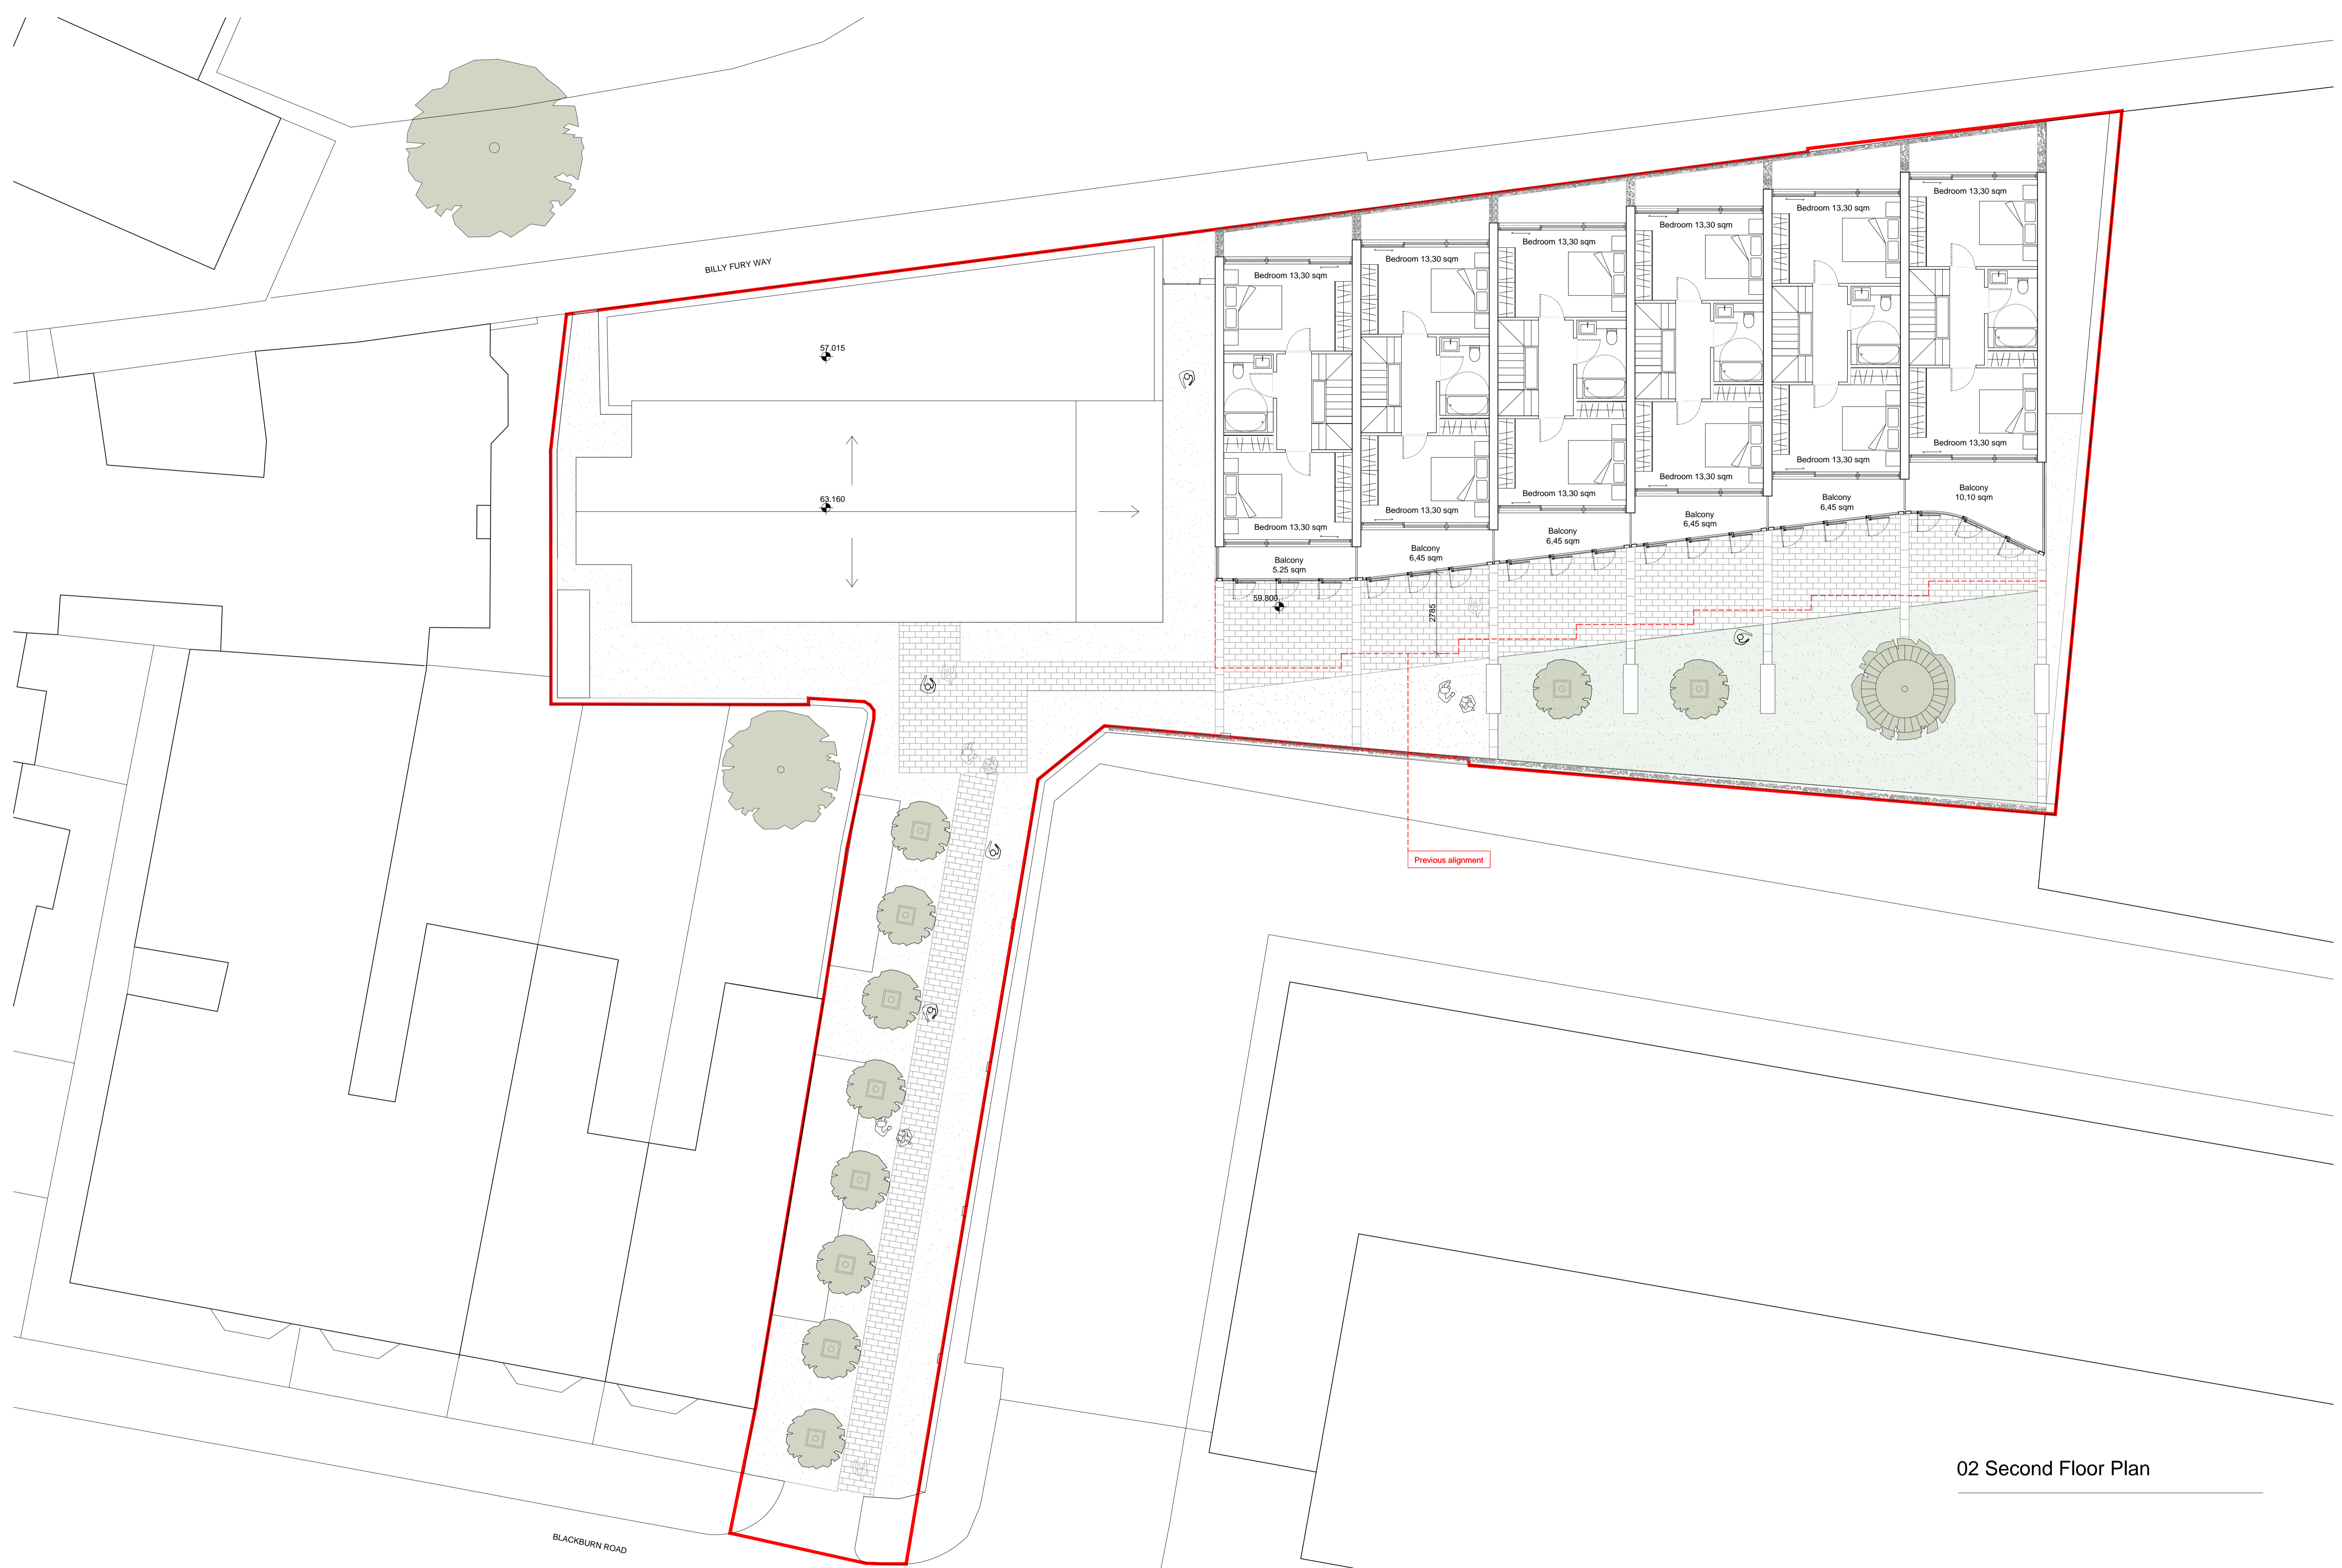 BILLY FURY WAY
57.015
63.160
Bedroom 13,30 sqm
Bedroom 13,30 sqm
Bedroom 13,30 sqm
Bedroom 13,30 sqm
Bedroom 13,30 sqm
Bedroom 13,30 sqm
Bedroom 13,30 sqm
Bedroom 13,30 sqm
Bedroom 13,30 sqm
Bedroom 13,30 sqm
Bedroom 13,30 sqm
Bedroom 13,30 sqm
Balcony
5.25 sqm
Balcony
6,45 sqm
Balcony
6,45 sqm
Balcony
6,45 sqm
Balcony
6,45 sqm
Balcony
10,10 sqm
59.800
2785
Previous alignment
BLACKBURN ROAD
02 Second Floor Plan